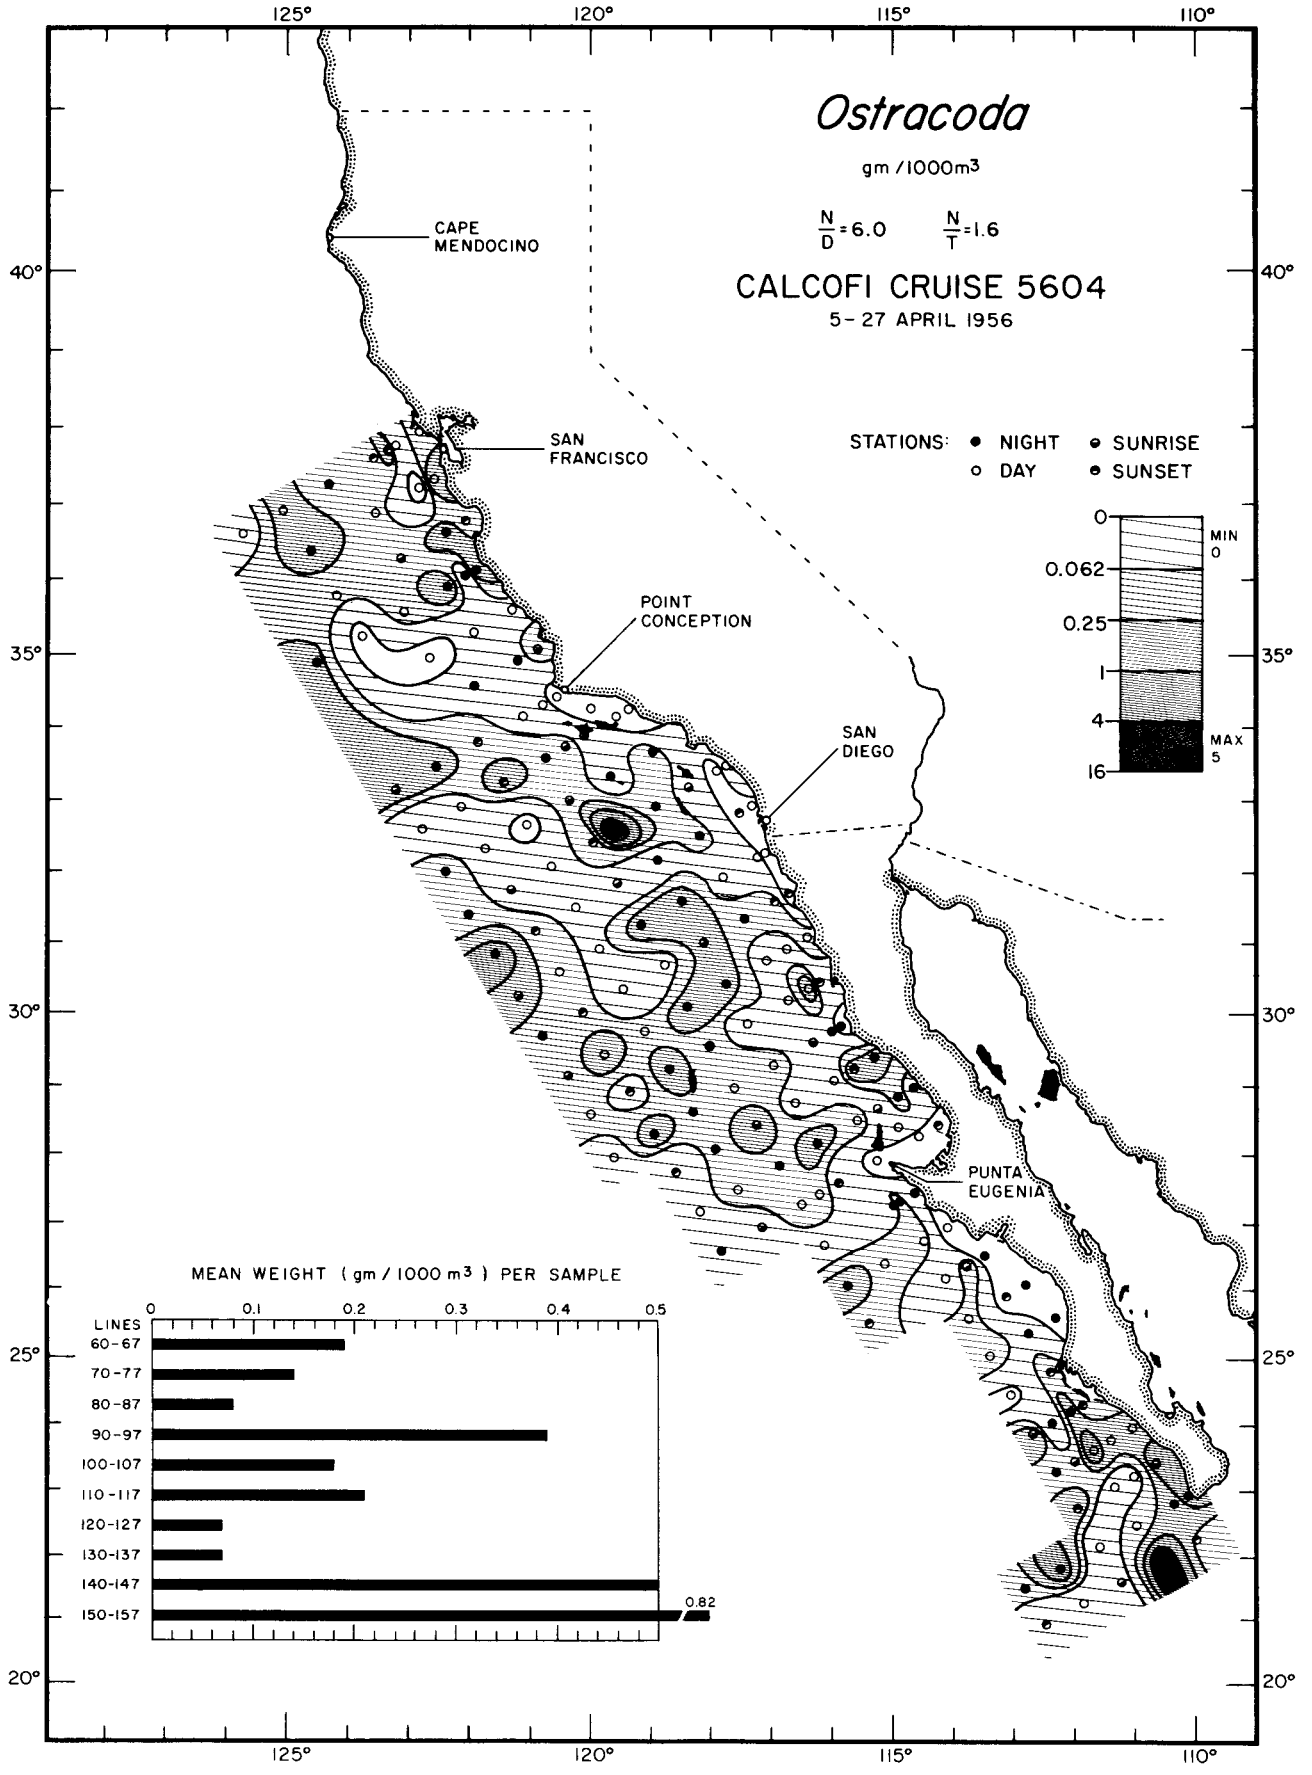 125° 120° 115° 110°
Ostracoda
gm/1000m³
N/D = 6.0 N/T = 1.6
CALCOFI CRUISE 5604
5-27 APRIL 1956
CAPE
MENDOCINO
40° 40°
SAN
FRANCISCO
STATIONS: ● NIGHT SUNRISE
○ DAY SUNSET
0
0.062
0.25
1
4
16
MIN
0
MAX
5
POINT
CONCEPTION
35° 35°
SAN
DIEGO
30° 30°
PUNTA
EUGENIA
MEAN WEIGHT (gm/1000m³) PER SAMPLE
0 0.1 0.2 0.3 0.4 0.5
LINES
60-67
70-77
80-87
90-97
100-107
110-117
120-127
130-137
140-147
150-157
0.82
25° 25°
20° 20°
125° 120° 115° 110°